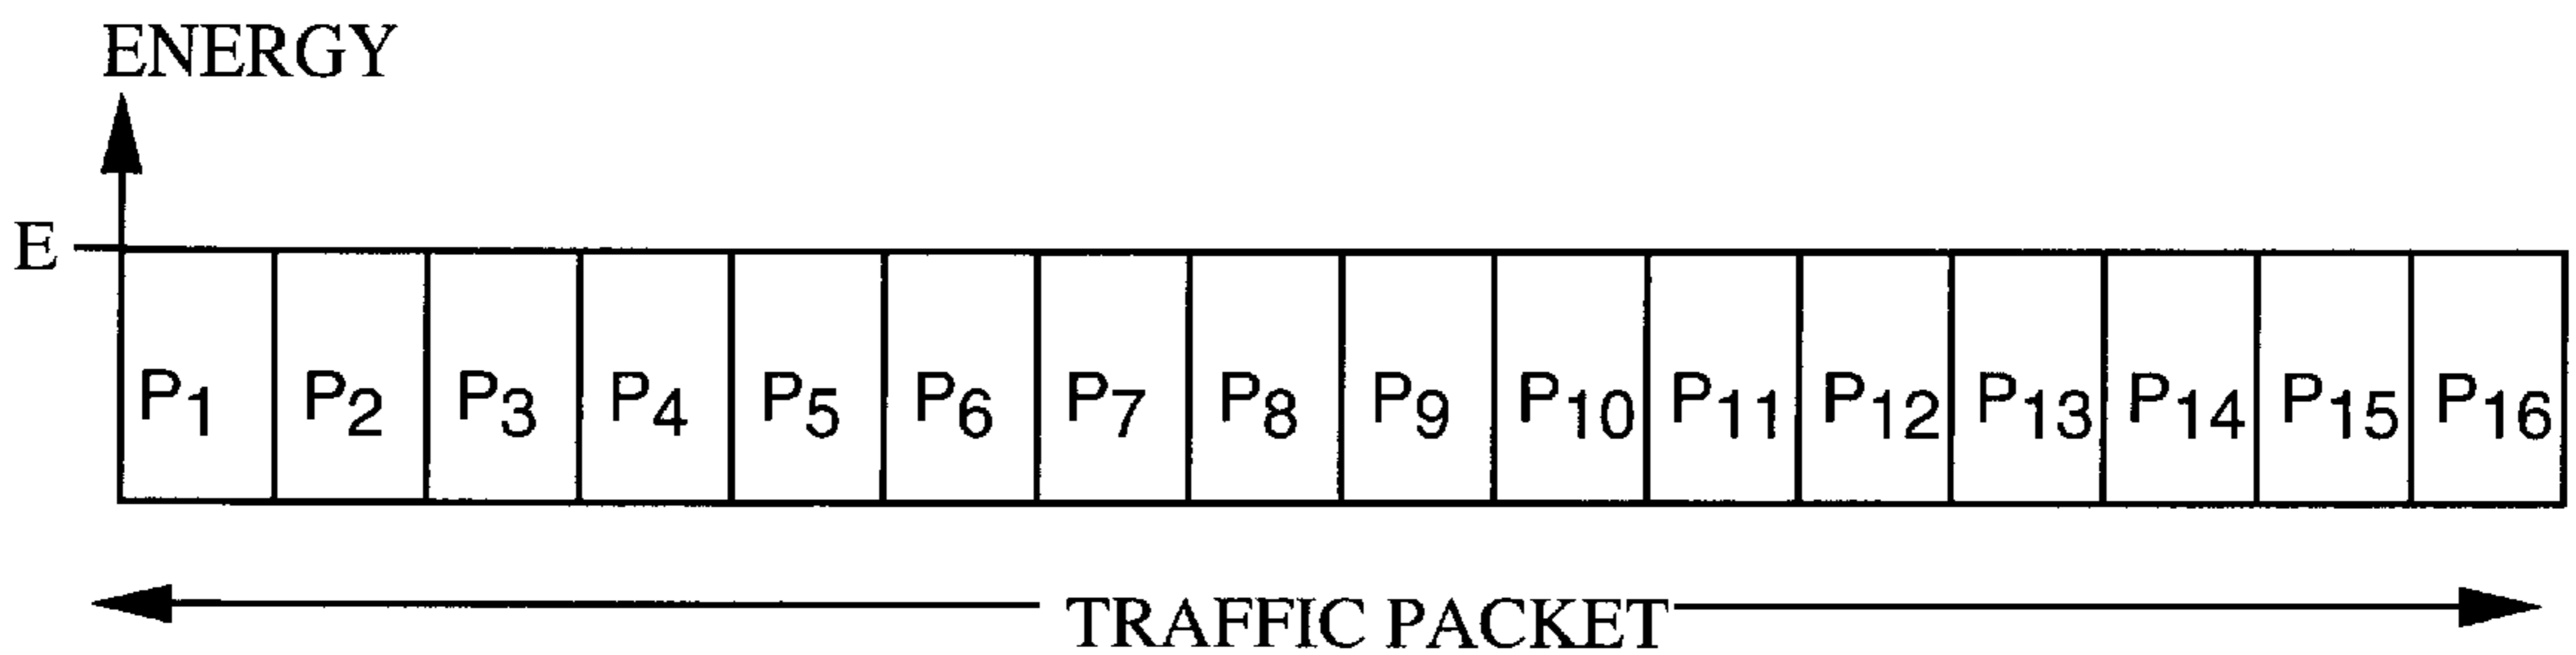 ENERGY
E
P1 P2 P3 P4 P5 P6 P7 P8 P9 P10 P11 P12 P13 P14 P15 P16
TRAFFIC PACKET